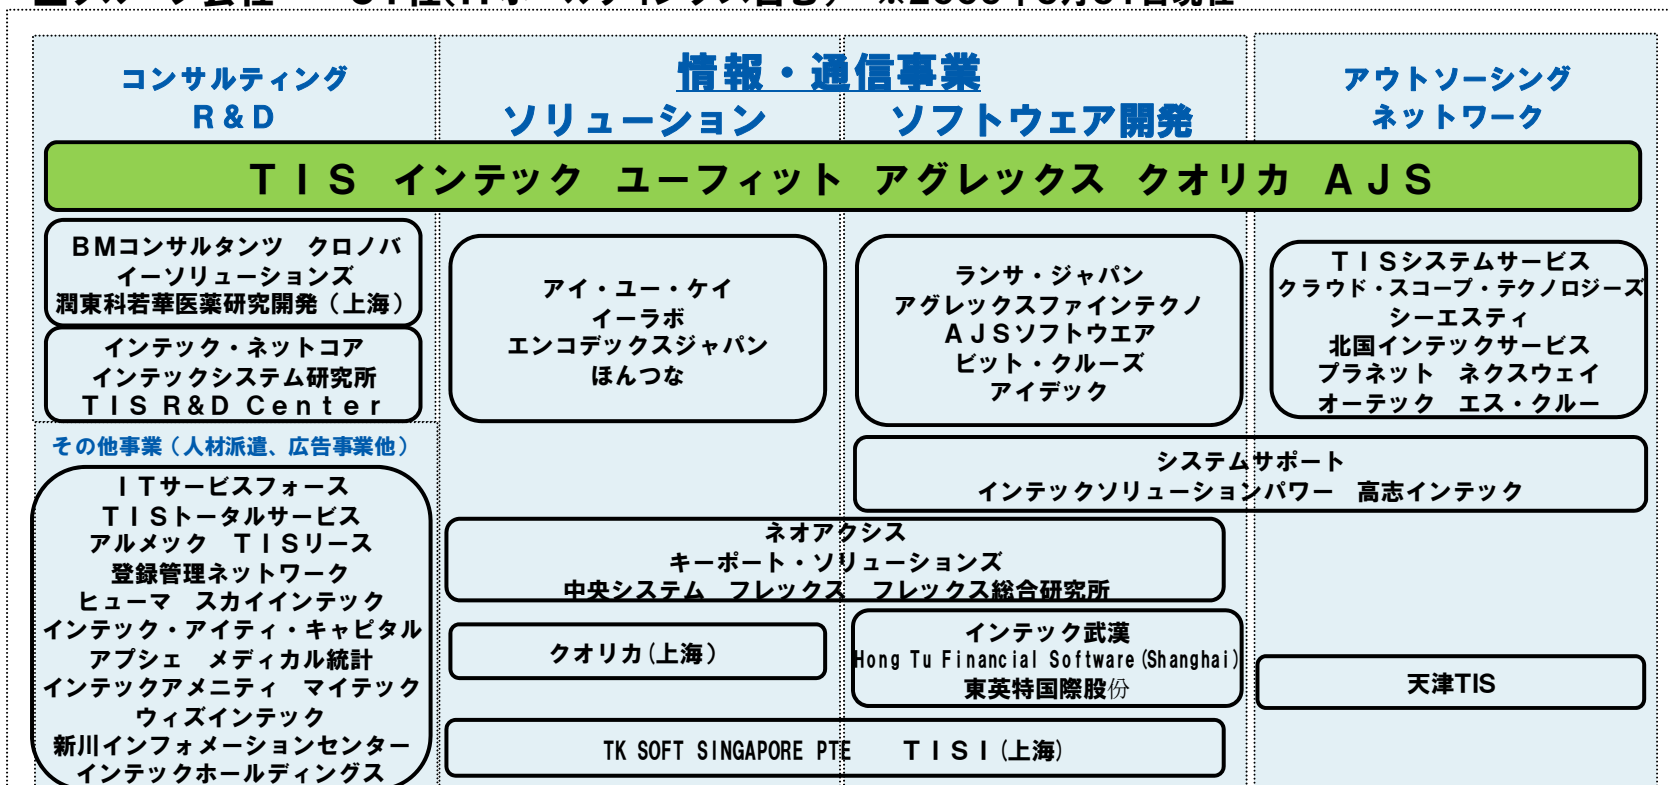 コンサルティング
R&D
情報・通信事業
ソリューション
ソフトウェア開発
アウトソーシング
ネットワーク
TIS インテック ユーフィット アグレックス クオリカ AJS
BMコンサルタンツ クロノバ
イーソリューションズ
潤東科若華医薬研究開発(上海)
インテック・ネットコア
インテックシステム研究所
TIS R&D Center
アイ・ユー・ケイ
イーラボ
エンコデックスジャパン
ほんつな
ランサ・ジャパン
アグレックスファインテクノ
AJSソフトウエア
ビット・クルーズ
アイデック
TISシステムサービス
クラウド・スコープ・テクノロジーズ
シーエスティ
北国インテックサービス
プラネット ネクスウェイ
オーテック エス・クルー
その他事業(人材派遣、広告事業他)
ITサービスフォース
TISトータルサービス
アルメック TISリース
登録管理ネットワーク
ヒューマ スカイインテック
インテック・アイティ・キャピタル
アプシェ メディカル統計
インテックアメニティ マイテック
ウィズインテック
新川インフォメーションセンター
インテックホールディングス
システムサポート
インテックソリューションパワー 高志インテック
ネオアクシス
キーポート・ソリューションズ
中央システム フレックス フレックス総合研究所
クオリカ(上海)
インテック武漢
Hong Tu Financial Software(Shanghai)
東英特国際股份
天津TIS
TK SOFT SINGAPORE PTE TISI(上海)